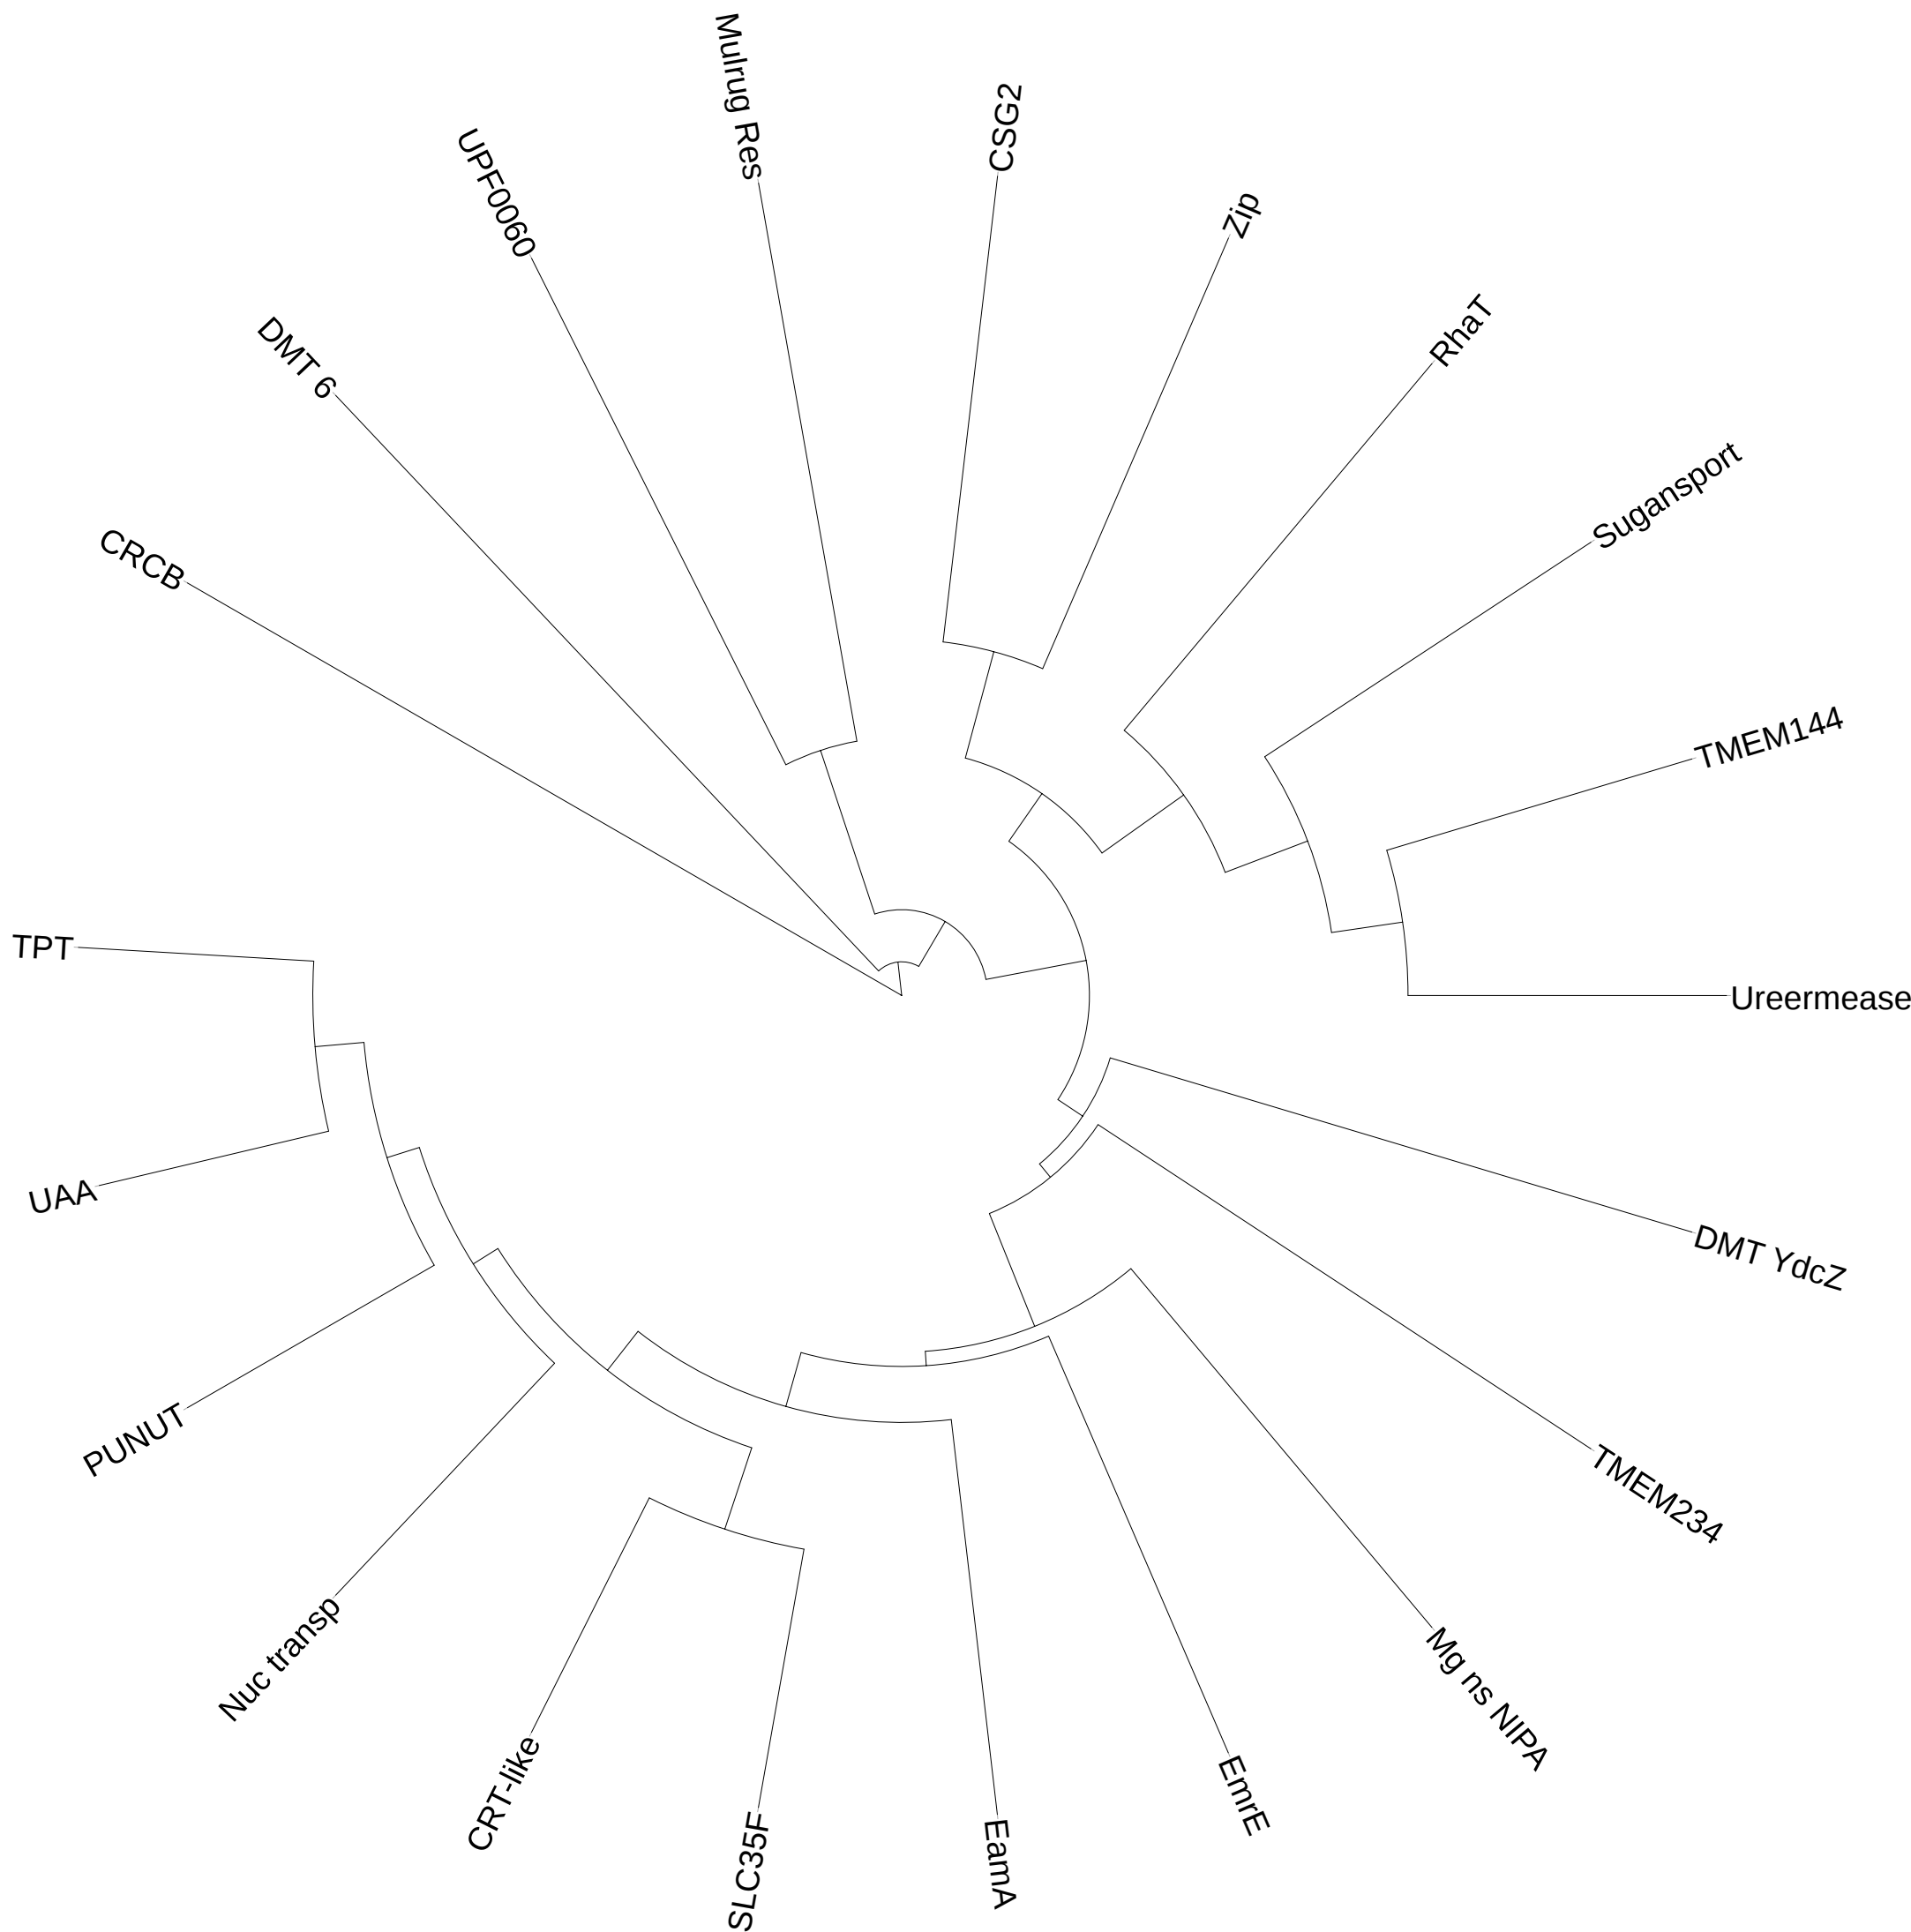 Mulrug Res
CSG2
Zip
RhaT
Sugansport
TMEM144
Ureermease
DMT YdcZ
TMEM234
Mg ns NIPA
EmrE
EamA
SLC35F
CRT-like
Nuc transp
PUNUT
UAA
TPT
CRCB
DMT 6
UPF0060